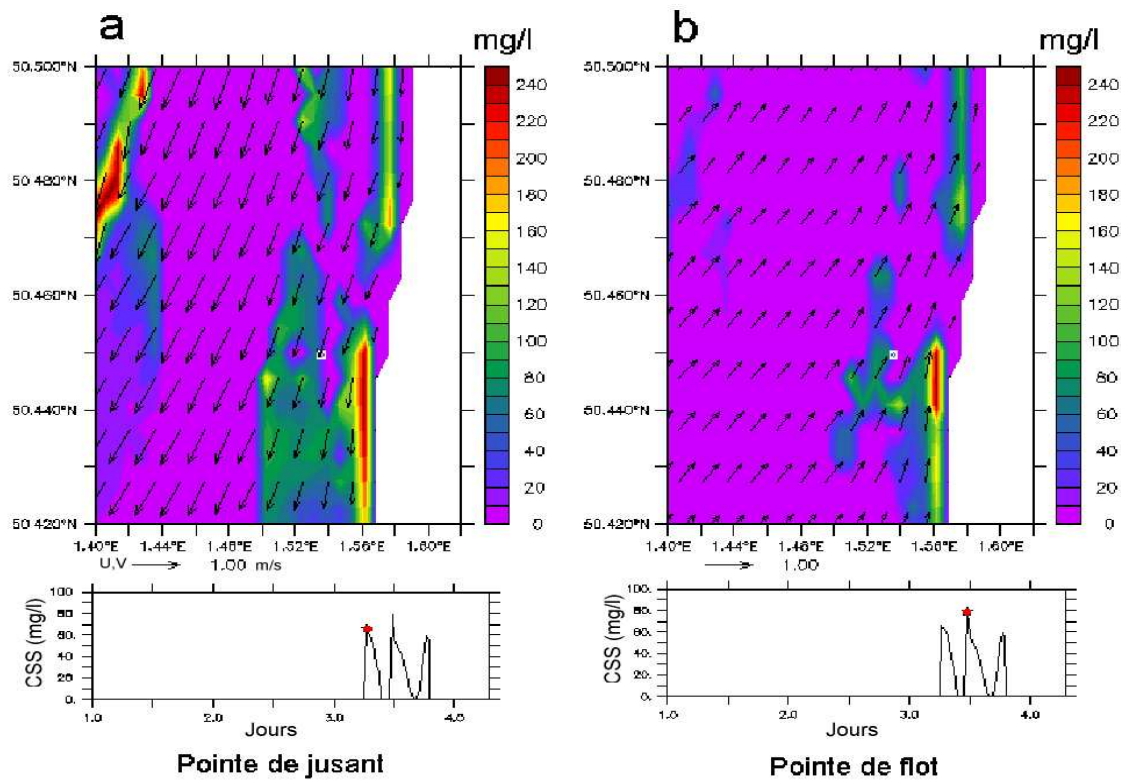 a
mg/l
50.500°N
50.480°N
50.460°N
50.440°N
50.420°N
1.40°E 1.44°E 1.48°E 1.52°E 1.56°E 1.60°E
U,V 1.00 m/s
240
220
200
180
160
140
120
100
80
60
40
20
0
CSS (mg/l)
100.
80.
60.
40.
20.
0.
1.0 2.0 3.0 4.0
Jours
Pointe de jusant
b
mg/l
50.500°N
50.480°N
50.460°N
50.440°N
50.420°N
1.40°E 1.44°E 1.48°E 1.52°E 1.56°E 1.60°E
1.00
240
220
200
180
160
140
120
100
80
60
40
20
0
CSS (mg/l)
100.
80.
60.
40.
20.
0.
1.0 2.0 3.0 4.0
Jours
Pointe de flot